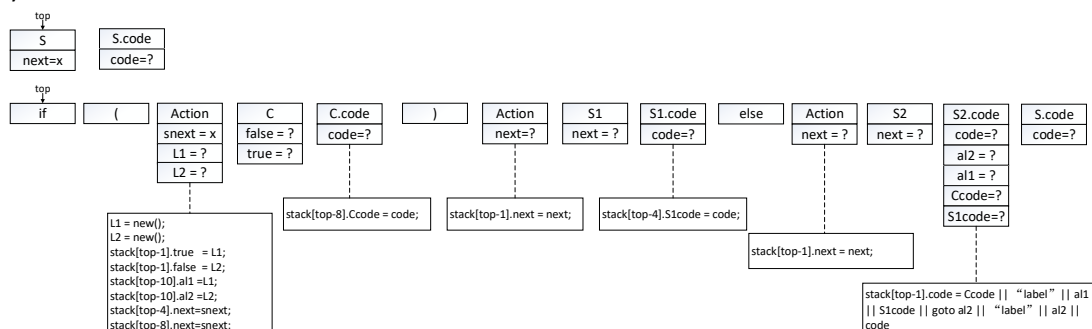 top
S
next=x
S.code
code=?
top
if
(
Action
snext = x
L1 = ?
L2 = ?
C
false = ?
true = ?
C.code
code=?
)
Action
next=?
S1
next = ?
S1.code
code=?
else
Action
next = ?
S2
next = ?
S2.code
code=?
al2 = ?
al1 = ?
Ccode=?
S1code=?
S.code
code=?
L1 = new();
L2 = new();
stack[top-1].true = L1;
stack[top-1].false = L2;
stack[top-10].al1 =L1;
stack[top-10].al2 =L2;
stack[top-4].next=snext;
stack[top-8].next=snext;
stack[top-8].Ccode = code;
stack[top-1].next = next;
stack[top-4].S1code = code;
stack[top-1].next = next;
stack[top-1].code = Ccode || “label” || al1
|| S1code || goto al2 || “label” || al2 ||
code